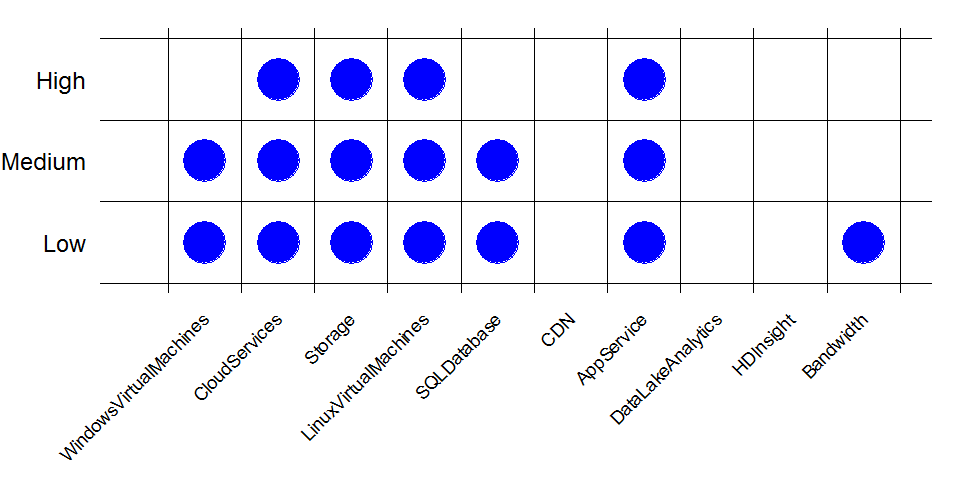 High
Medium
Low
WindowsVirtualMachines
CloudServices
Storage
LinuxVirtualMachines
SQLDatabase
CDN
AppService
DataLakeAnalytics
HDInsight
Bandwidth